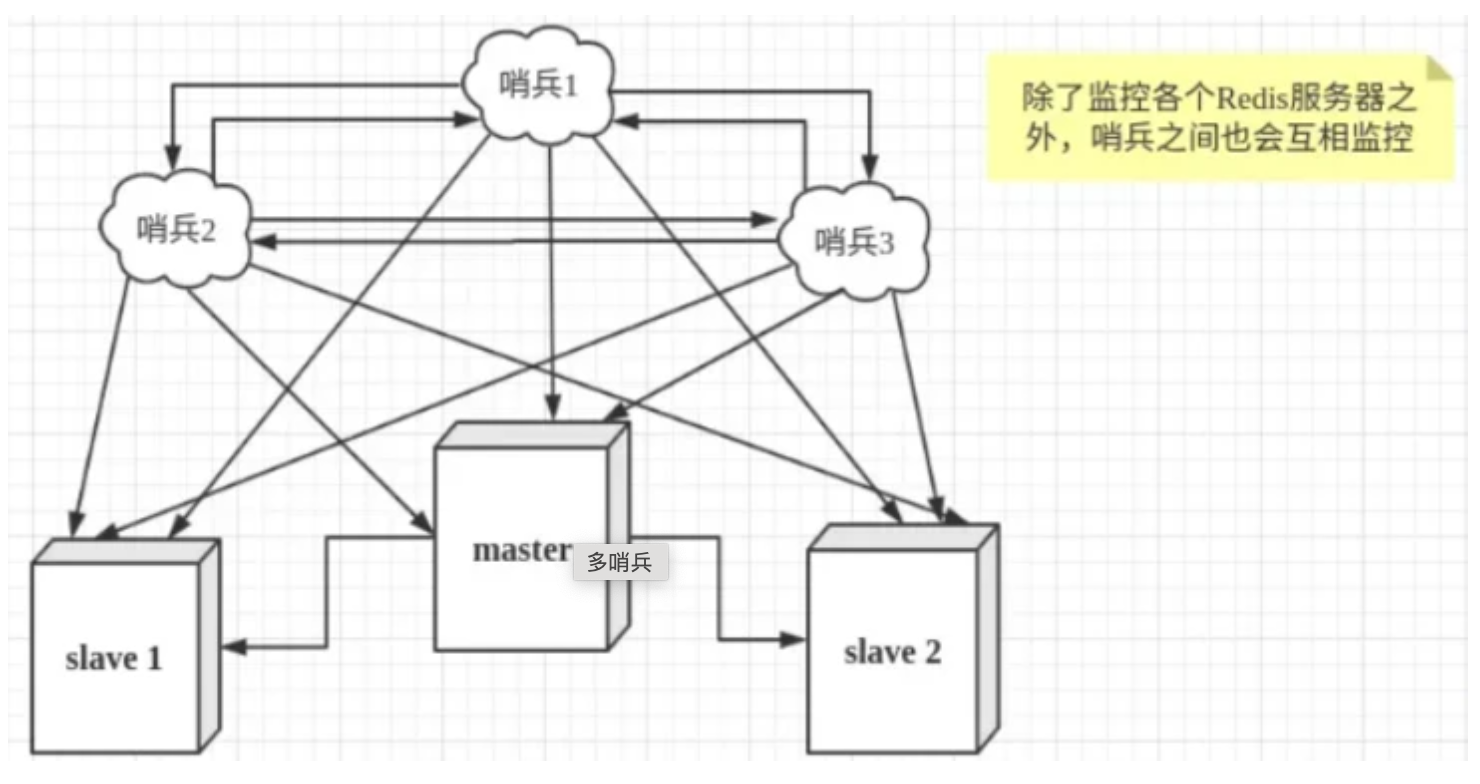 哨兵1
除了监控各个Redis服务器之
外，哨兵之间也会互相监控
哨兵2
哨兵3
master
多哨兵
slave 1
slave 2